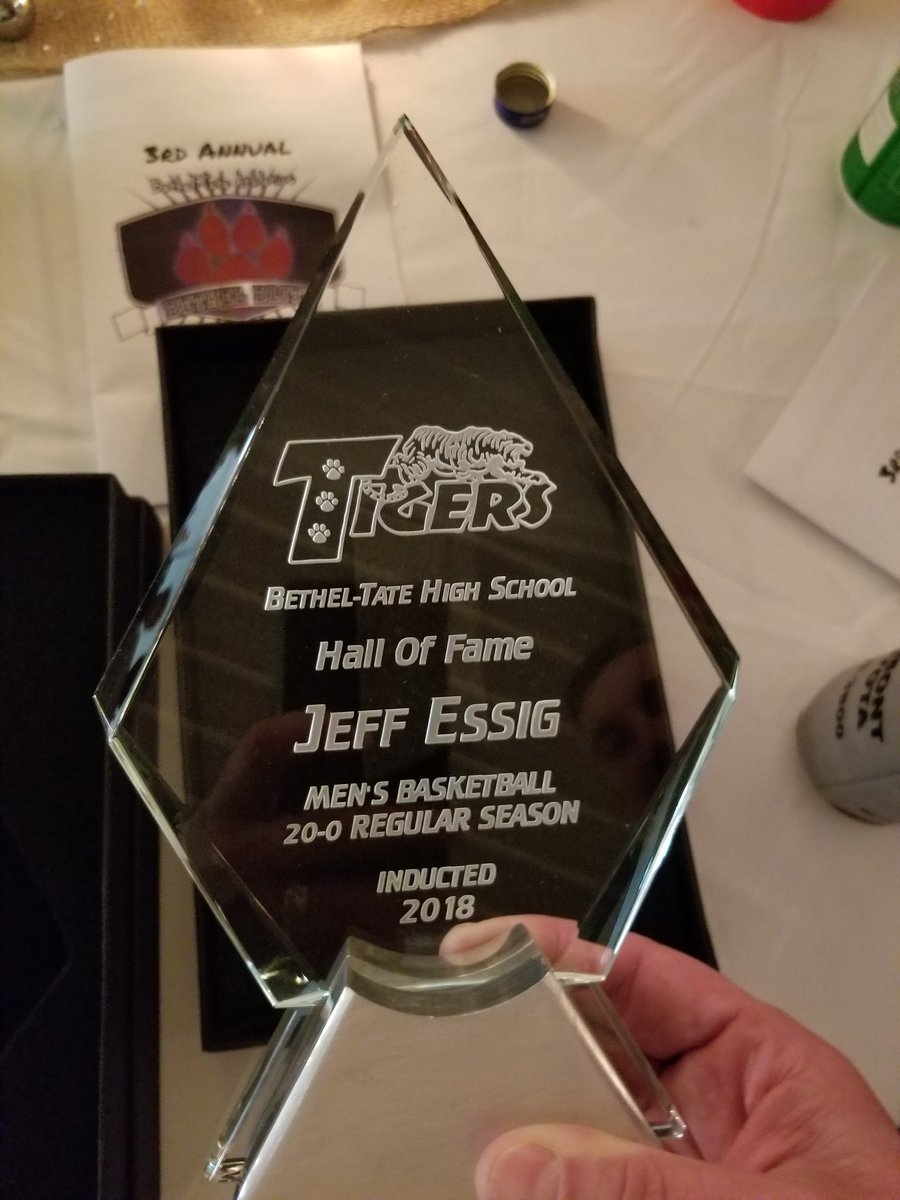 3RD ANNUAL
TIGERS
BETHEL-TATE HIGH SCHOOL
Hall Of Fame
JEFF ESSIG
MEN'S BASKETBALL
20-0 REGULAR SEASON
INDUCTED
2018
3RD